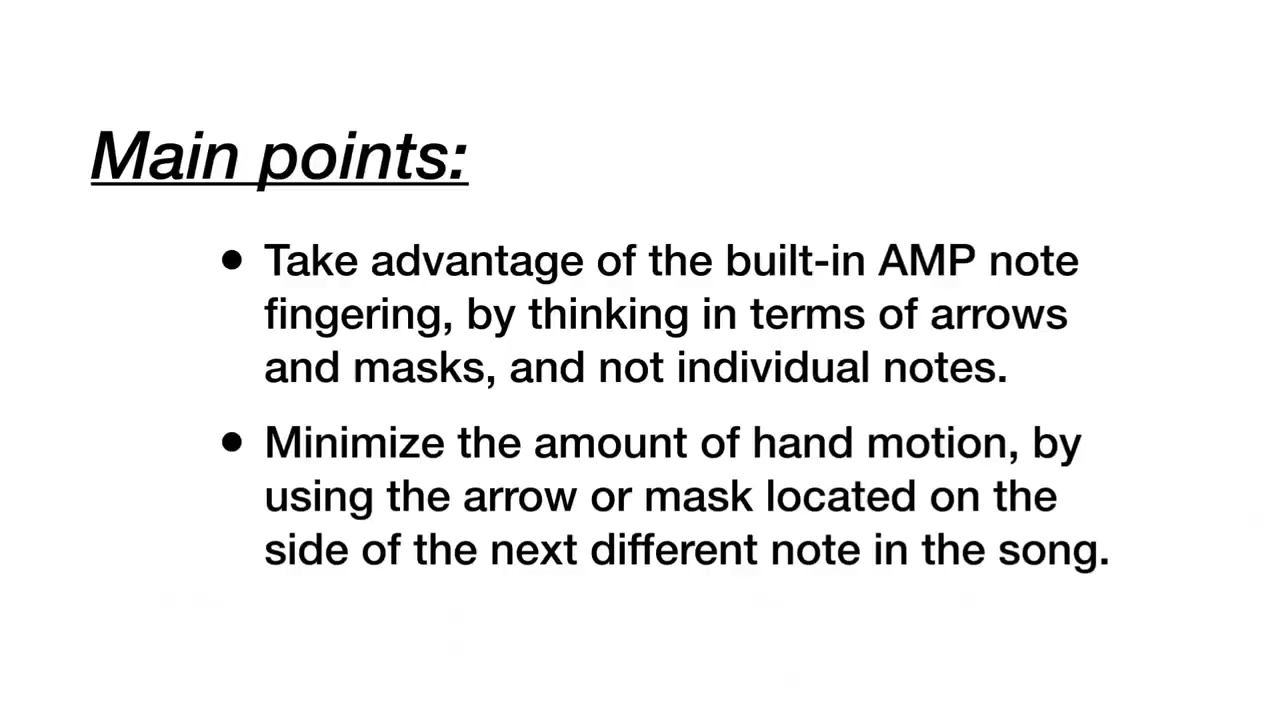 Main points:
• Take advantage of the built-in AMP note
fingering, by thinking in terms of arrows
and masks, and not individual notes.
• Minimize the amount of hand motion, by
using the arrow or mask located on the
side of the next different note in the song.